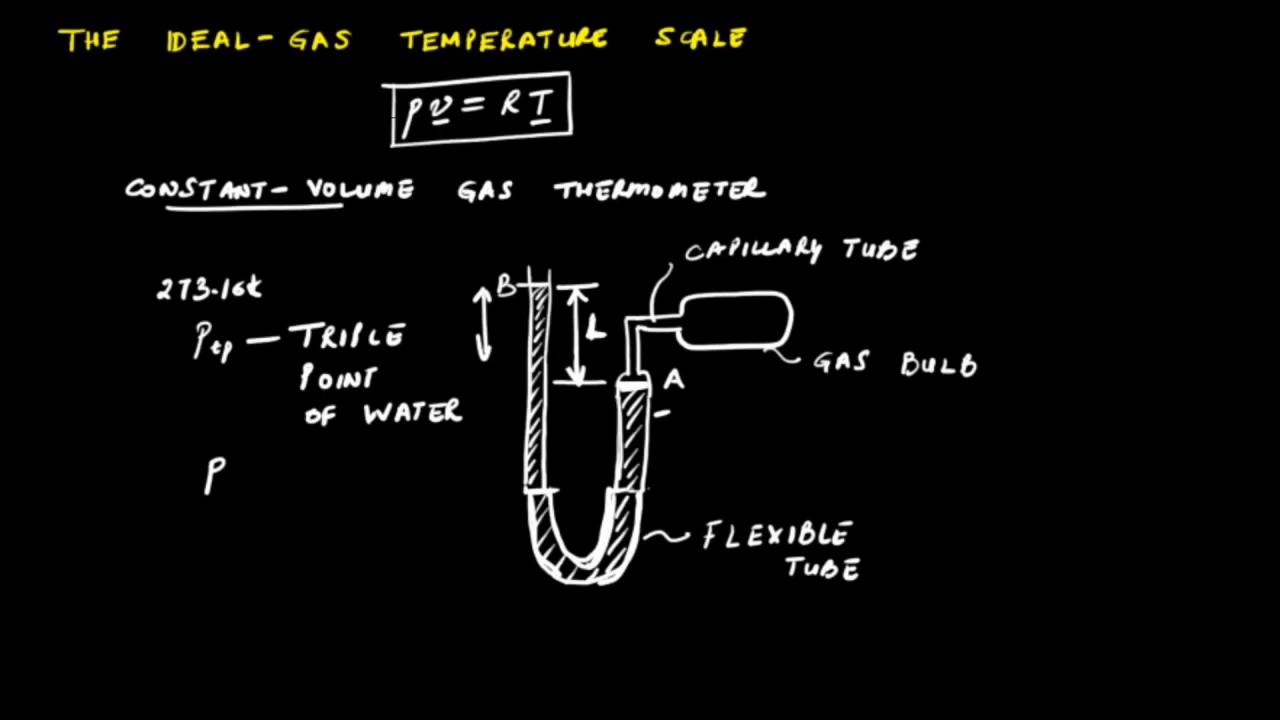 THE IDEAL-GAS TEMPERATURE SCALE
pv = RT
CONSTANT-VOLUME GAS THERMOMETER
CAPILLARY TUBE
273.16K
B
L
Ptp — TRIPLE
POINT
OF WATER
GAS BULB
A
P
FLEXIBLE
TUBE